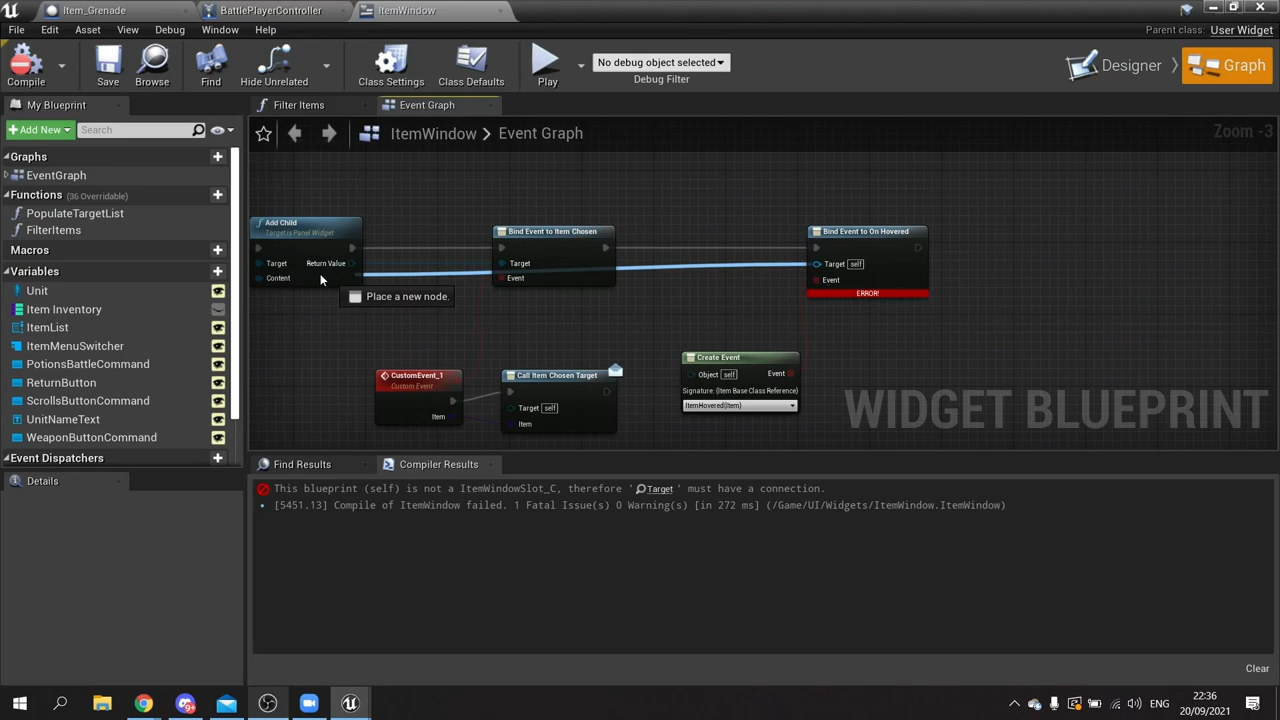 Item_Grenade
BattlePlayerController
ItemWindow
File Edit Asset View Debug Window Help
Parent class: User Widget
Compile
Save
Browse
Find
Hide Unrelated
Class Settings
Class Defaults
Play
No debug object selected
Debug Filter
Designer
Graph
My Blueprint
Filter Items
Event Graph
Add New
Search
ItemWindow > Event Graph
Zoom -3
Graphs
EventGraph
Functions (36 Overridable)
PopulateTargetList
FilterItems
Macros
Variables
Unit
Item Inventory
ItemList
ItemMenuSwitcher
PotionsBattleCommand
ReturnButton
ScrollsButtonCommand
UnitNameText
WeaponButtonCommand
Event Dispatchers
Details
Add Child
Target is Panel Widget
Target Return Value
Content
Place a new node.
Bind Event to Item Chosen
Target
Event
Bind Event to On Hovered
Target self
Event
ERROR!
CustomEvent_1
Custom Event
Item
Call Item Chosen Target
Target self
Item
Create Event
Object self Event
Signature: (Item Base Class Reference)
ItemHovered(Item)
WIDGET BLUEPRINT
Find Results
Compiler Results
This blueprint (self) is not a ItemWindowSlot_C, therefore ' Target ' must have a connection.
[5451.13] Compile of ItemWindow failed. 1 Fatal Issue(s) 0 Warning(s) [in 272 ms] (/Game/UI/Widgets/ItemWindow.ItemWindow)
Clear
ENG
22:36
20/09/2021